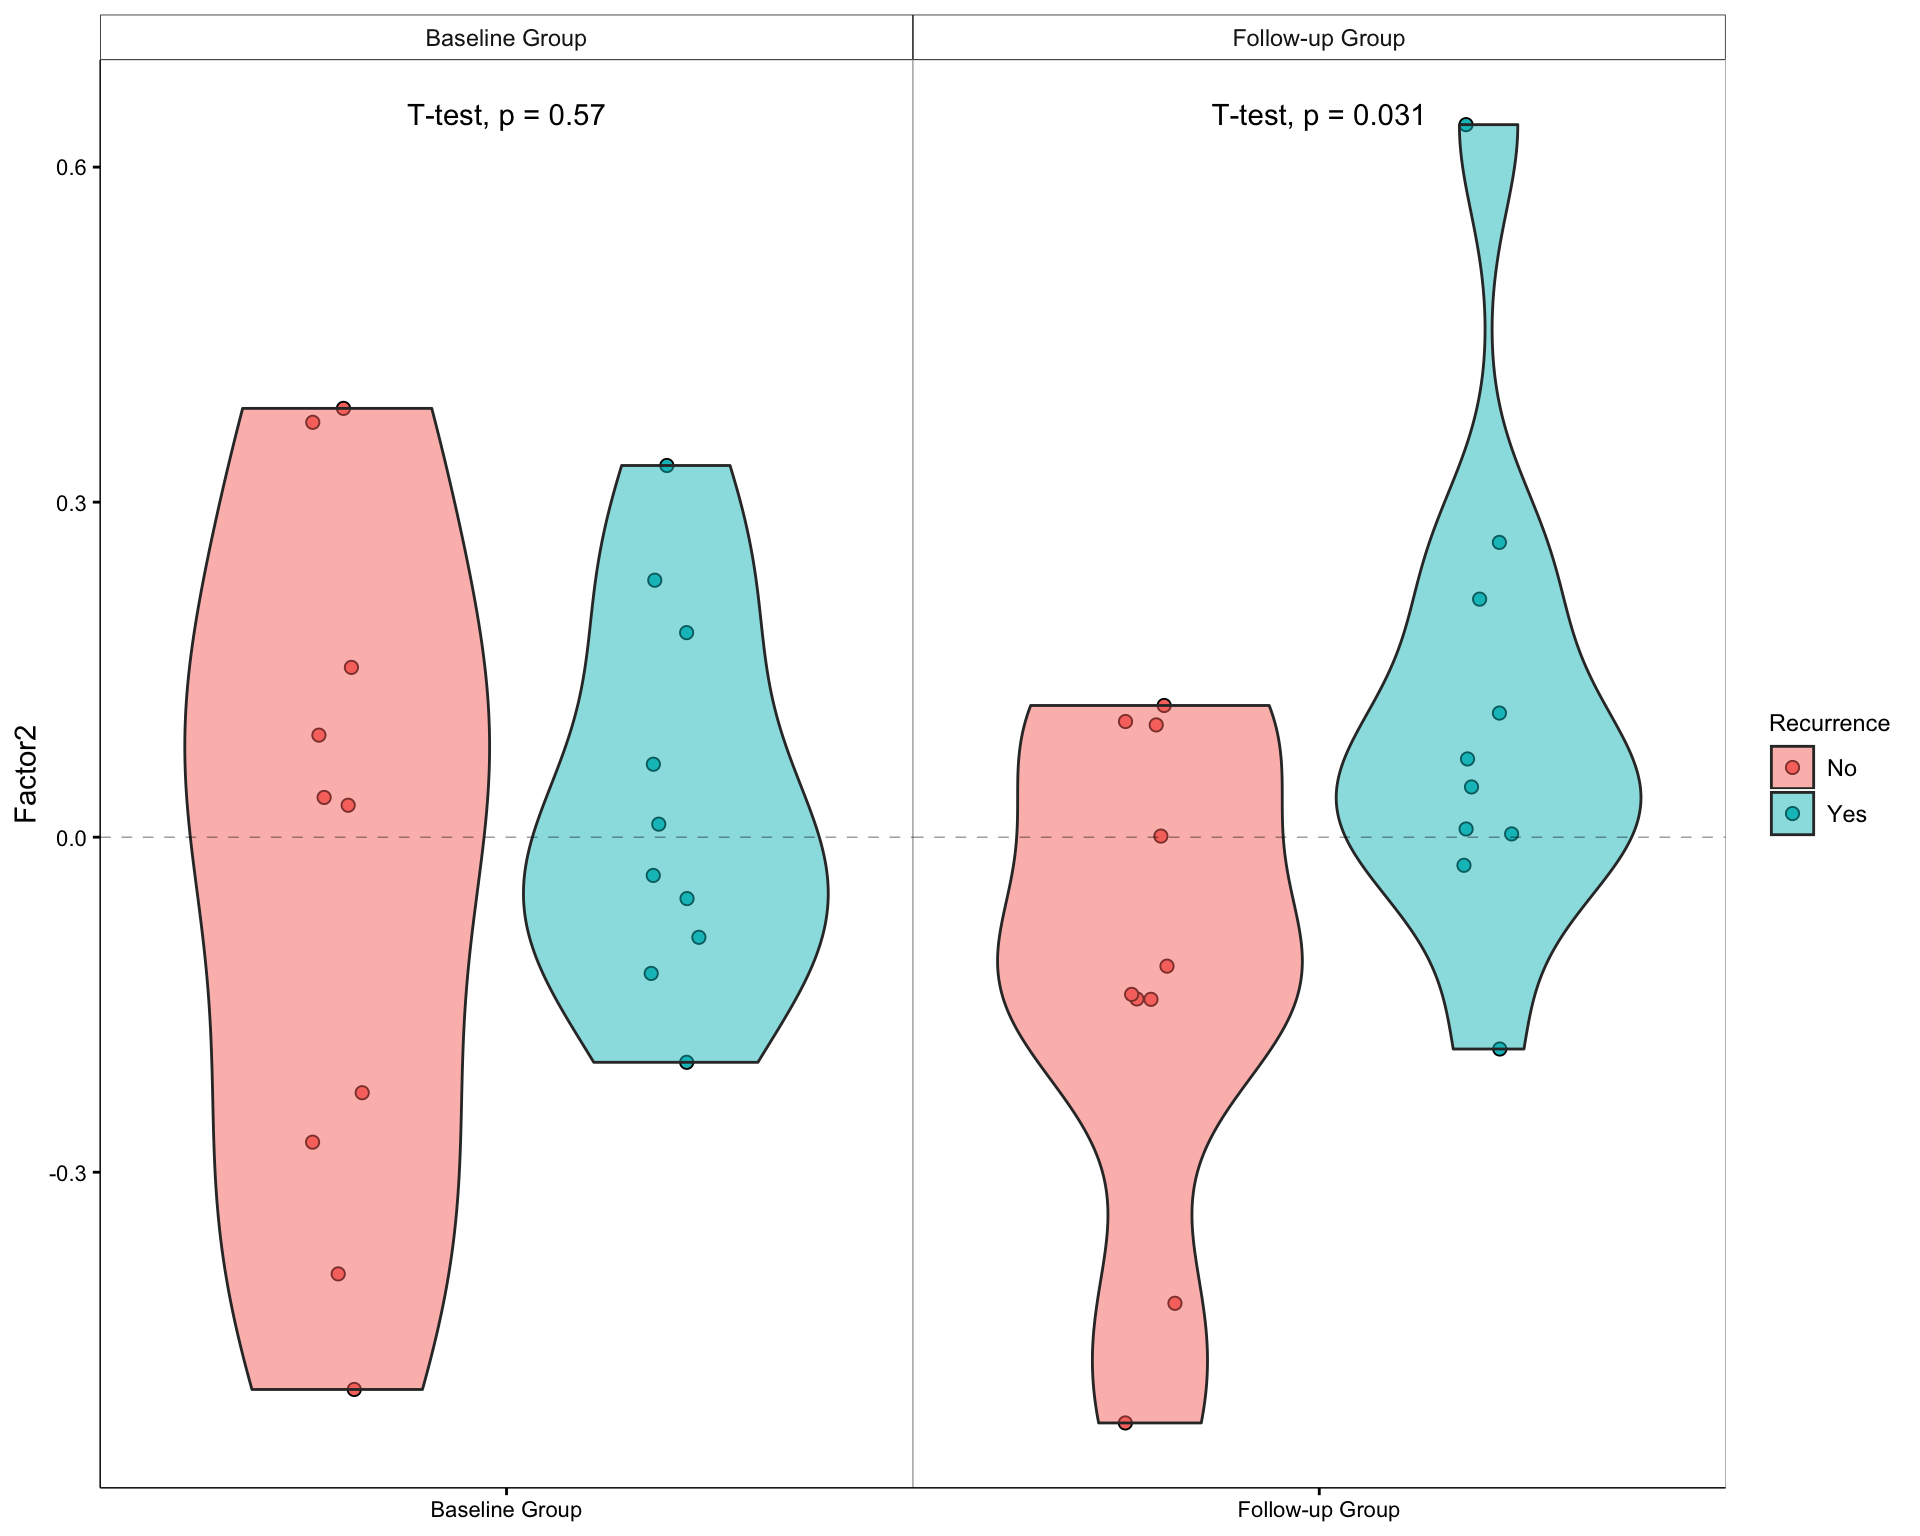 Baseline Group
Follow-up Group
T-test, p = 0.57
T-test, p = 0.031
0.6
0.3
0.0
-0.3
Factor2
Recurrence
No
Yes
Baseline Group
Follow-up Group